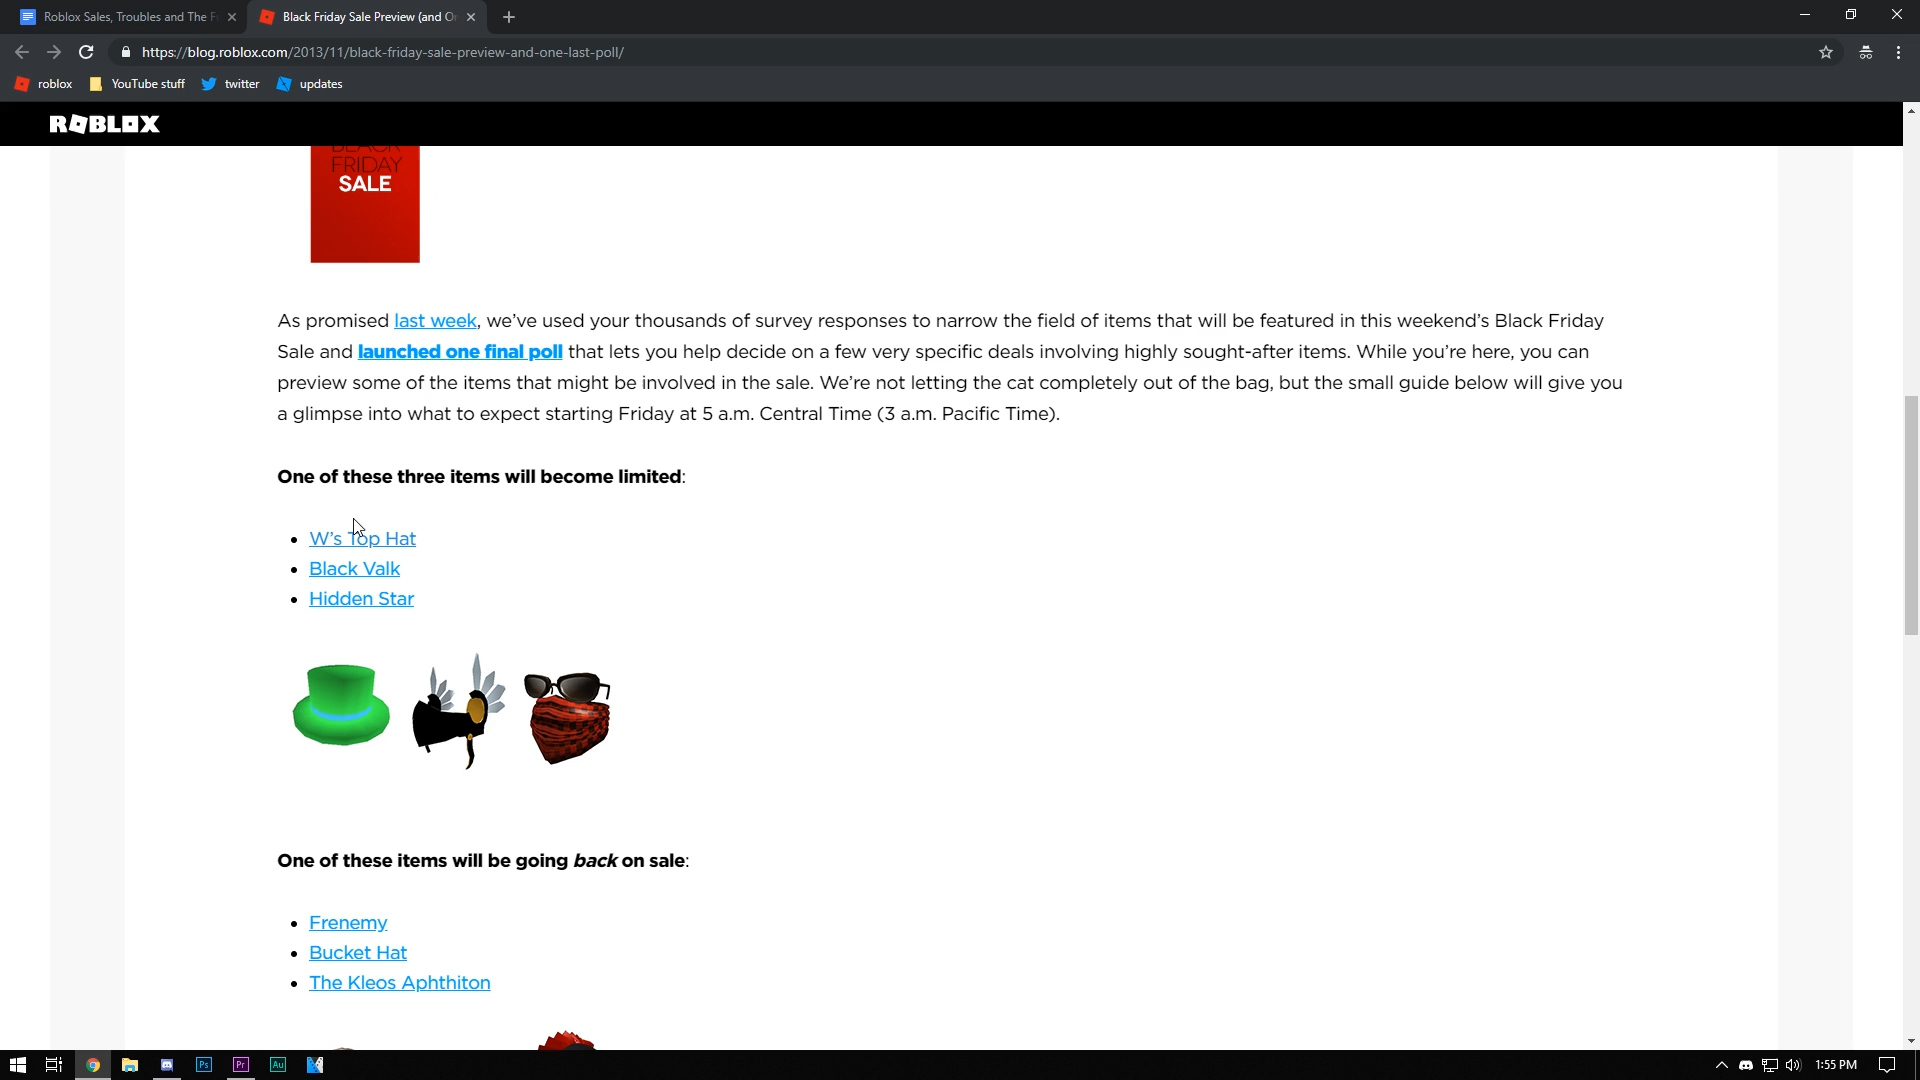 Roblox Sales, Troubles and The F
Black Friday Sale Preview (and Or
https://blog.roblox.com/2013/11/black-friday-sale-preview-and-one-last-poll/
roblox
YouTube stuff
twitter
updates
ROBLOX
BLACK
FRIDAY
SALE
As promised last week, we’ve used your thousands of survey responses to narrow the field of items that will be featured in this weekend’s Black Friday
Sale and launched one final poll that lets you help decide on a few very specific deals involving highly sought-after items. While you’re here, you can
preview some of the items that might be involved in the sale. We’re not letting the cat completely out of the bag, but the small guide below will give you
a glimpse into what to expect starting Friday at 5 a.m. Central Time (3 a.m. Pacific Time).
One of these three items will become limited:
• W’s Top Hat
• Black Valk
• Hidden Star
One of these items will be going back on sale:
• Frenemy
• Bucket Hat
• The Kleos Aphthiton
Ps
Pr
Au
1:55 PM